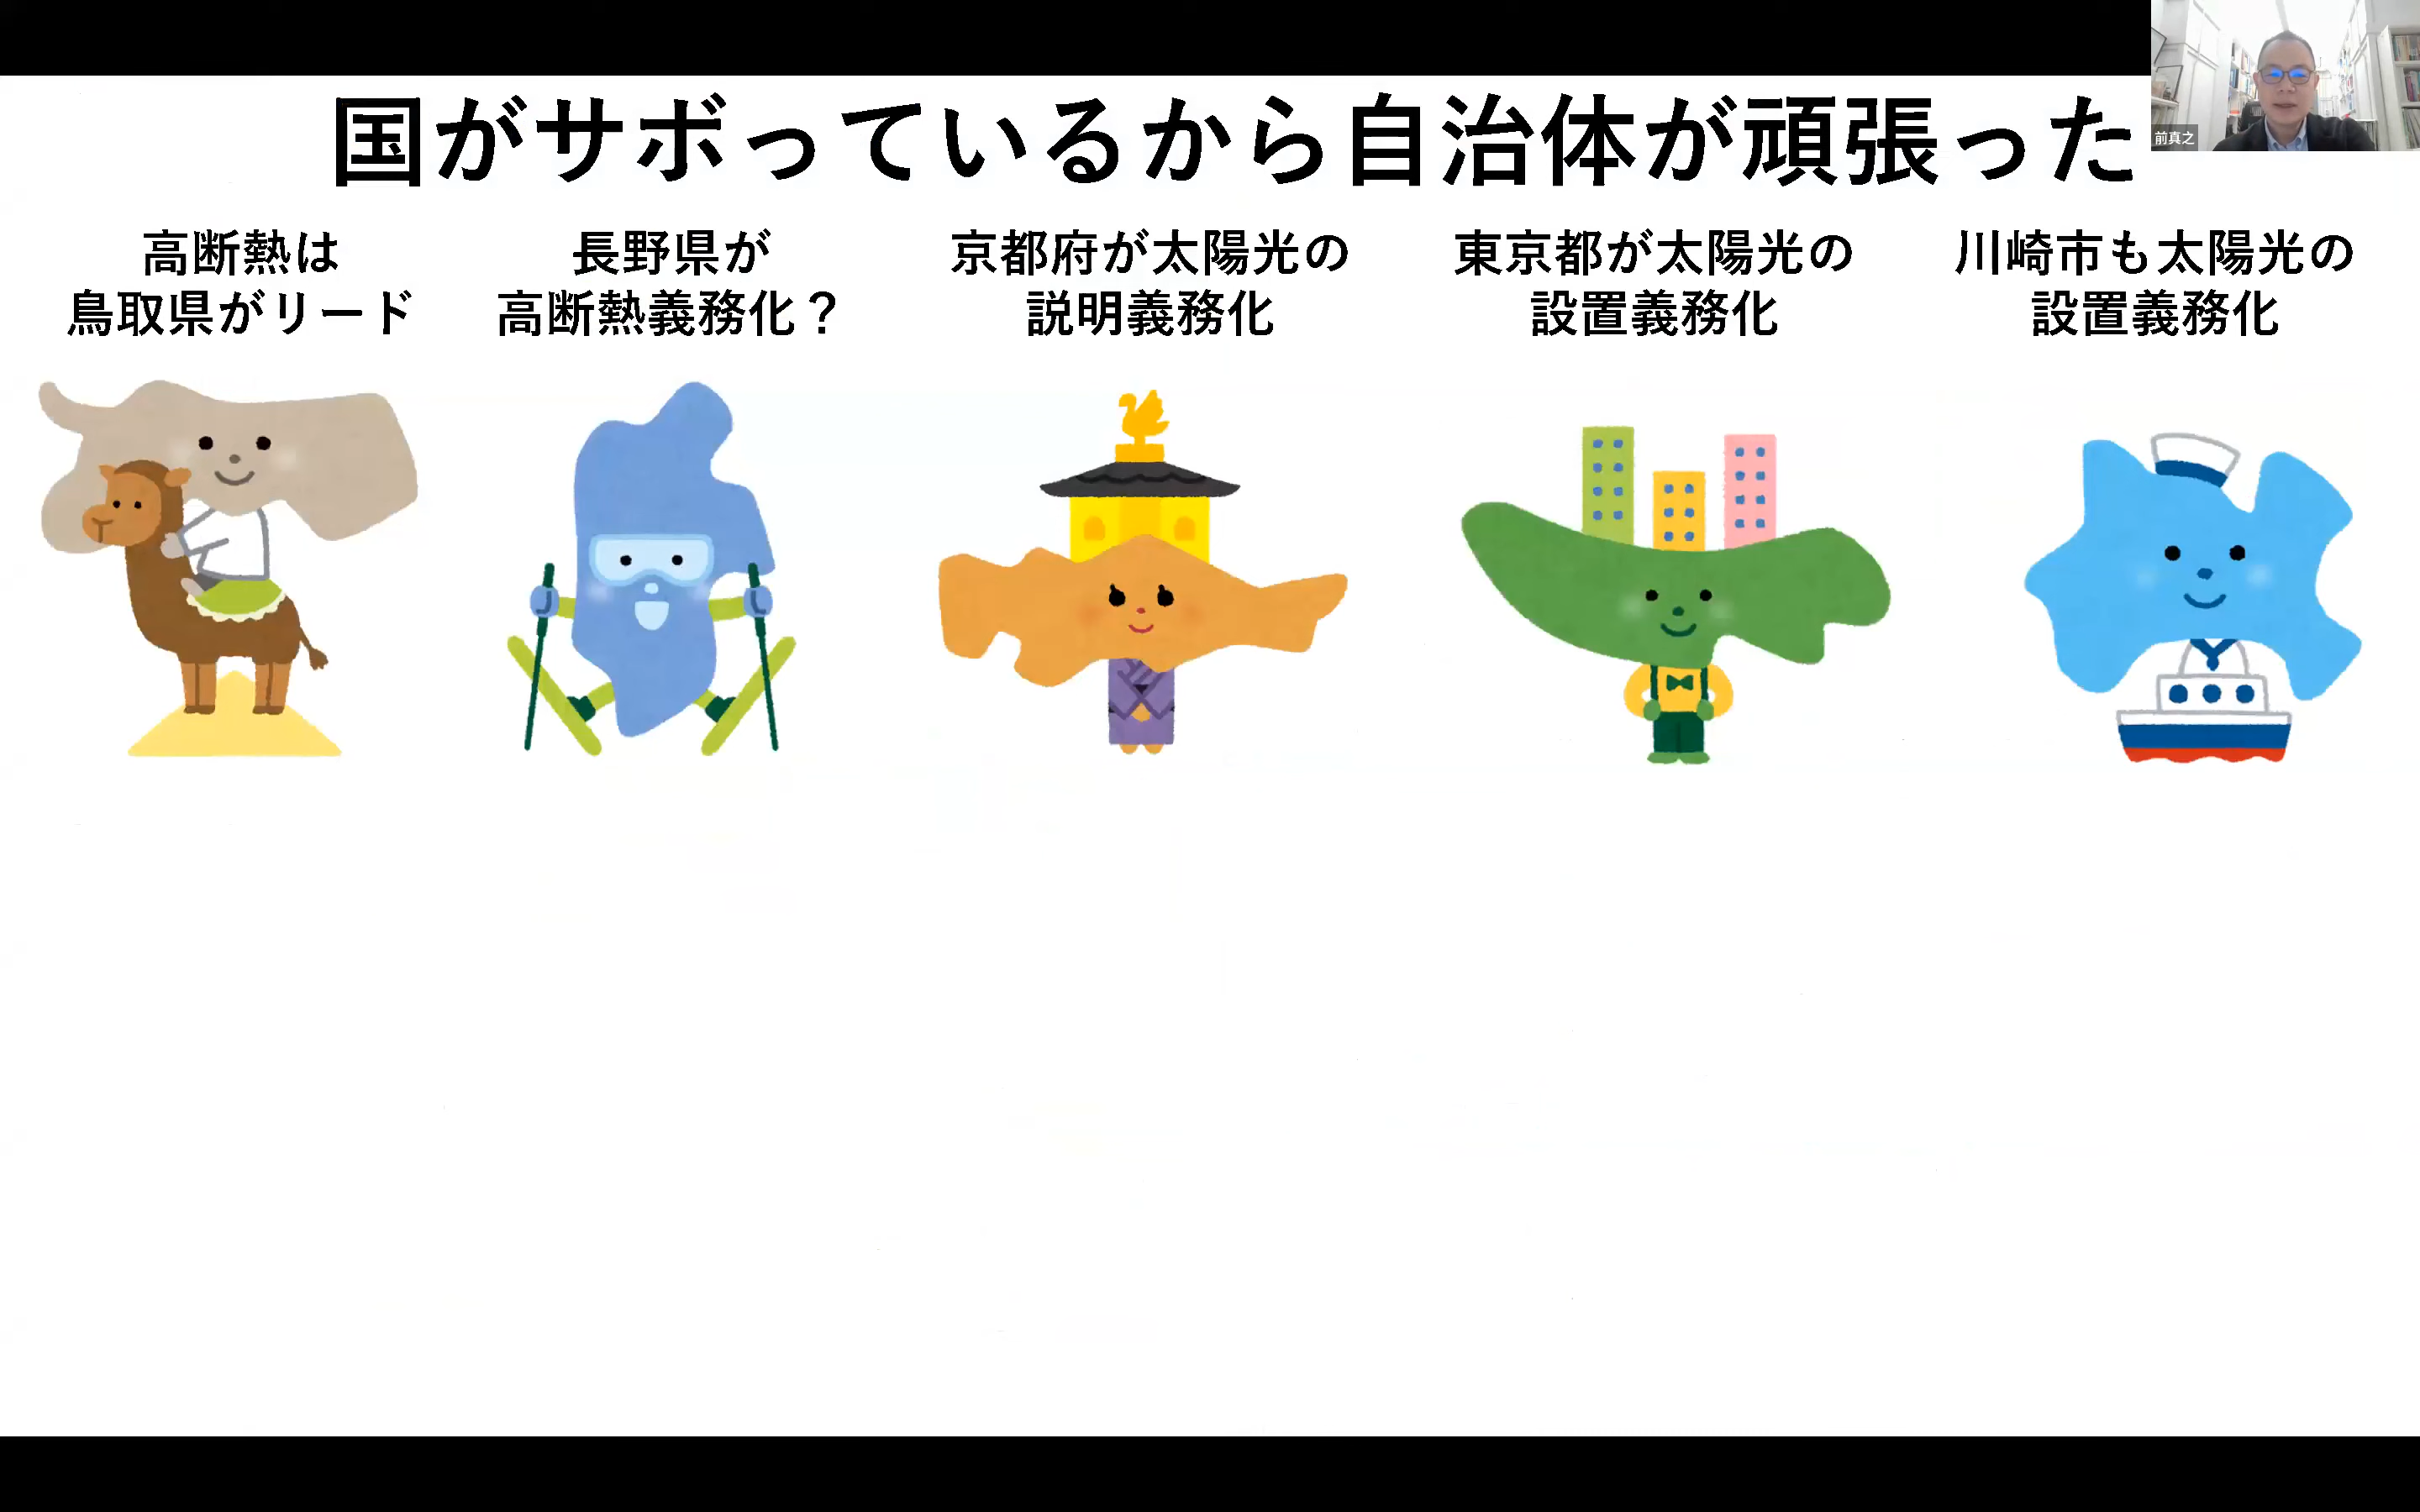 国がサボっているから自治体が頑張った
前真之
高断熱は
鳥取県がリード
長野県が
高断熱義務化？
京都府が太陽光の
説明義務化
東京都が太陽光の
設置義務化
川崎市も太陽光の
設置義務化